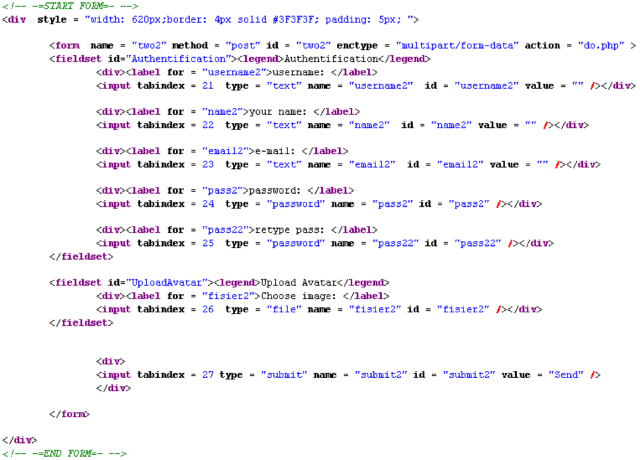 <!-- -=START FORM=- -->
<div  style = "width: 620px;border: 4px solid #3F3F3F; padding: 5px; ">
<form  name = "two2" method = "post" id = "two2" enctype = "multipart/form-data" action = "do.php" >
<fieldset id="Authentification"><legend>Authentification</legend>
<div><label for = "username2">username: </label>
<input tabindex = 21  type = "text" name = "username2"  id = "username2" value = "" /></div>
<div><label for = "name2">your name: </label>
<input tabindex = 22  type = "text" name = "name2"  id = "name2" value = "" /></div>
<div><label for = "email2">e-mail: </label>
<input tabindex = 23  type = "text" name = "email2"  id = "email2" value = "" /></div>
<div><label for = "pass2">password: </label>
<input tabindex = 24  type = "password" name = "pass2" id = "pass2" /></div>
<div><label for = "pass22">retype pass: </label>
<input tabindex = 25  type = "password" name = "pass22" id = "pass22" /></div>
</fieldset>
<fieldset id="UploadAvatar"><legend>Upload Avatar</legend>
<div><label for = "fisier2">Choose image: </label>
<input tabindex = 26  type = "file" name = "fisier2" id = "fisier2" /></div>
</fieldset>
<div>
<input tabindex = 27 type = "submit" name = "submit2" id = "submit2" value = "Send" />
</div>
</form>
</div>
<!-- -=END FORM=- -->